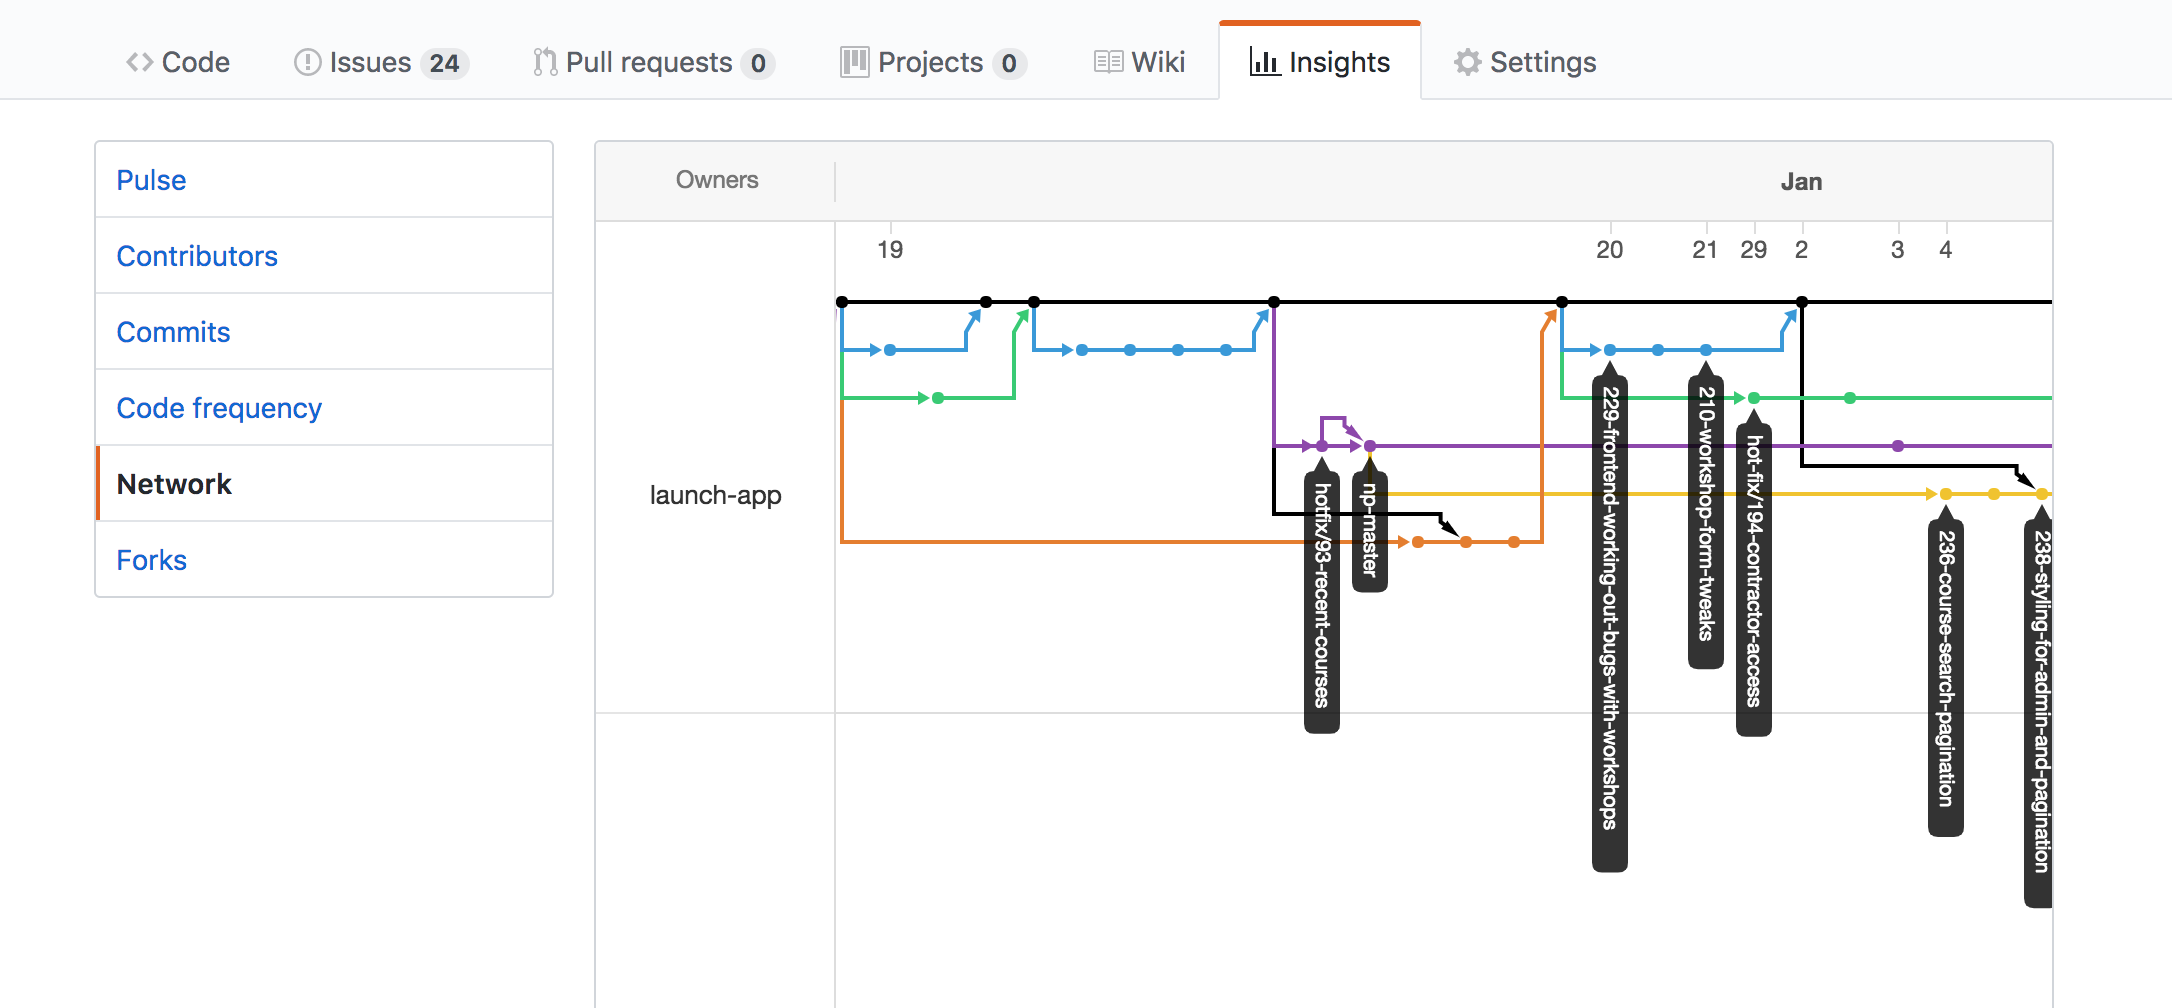 Code
Issues 24
Pull requests 0
Projects 0
Wiki
Insights
Settings
Pulse
Contributors
Commits
Code frequency
Network
Forks
Owners
Jan
19
20
21
29
2
3
4
launch-app
hotfix/93-recent-courses
np-master
229-frontend-working-out-bugs-with-workshops
210-workshop-form-tweaks
hot-fix/194-contractor-access
236-course-search-pagination
238-styling-for-admin-and-pagination